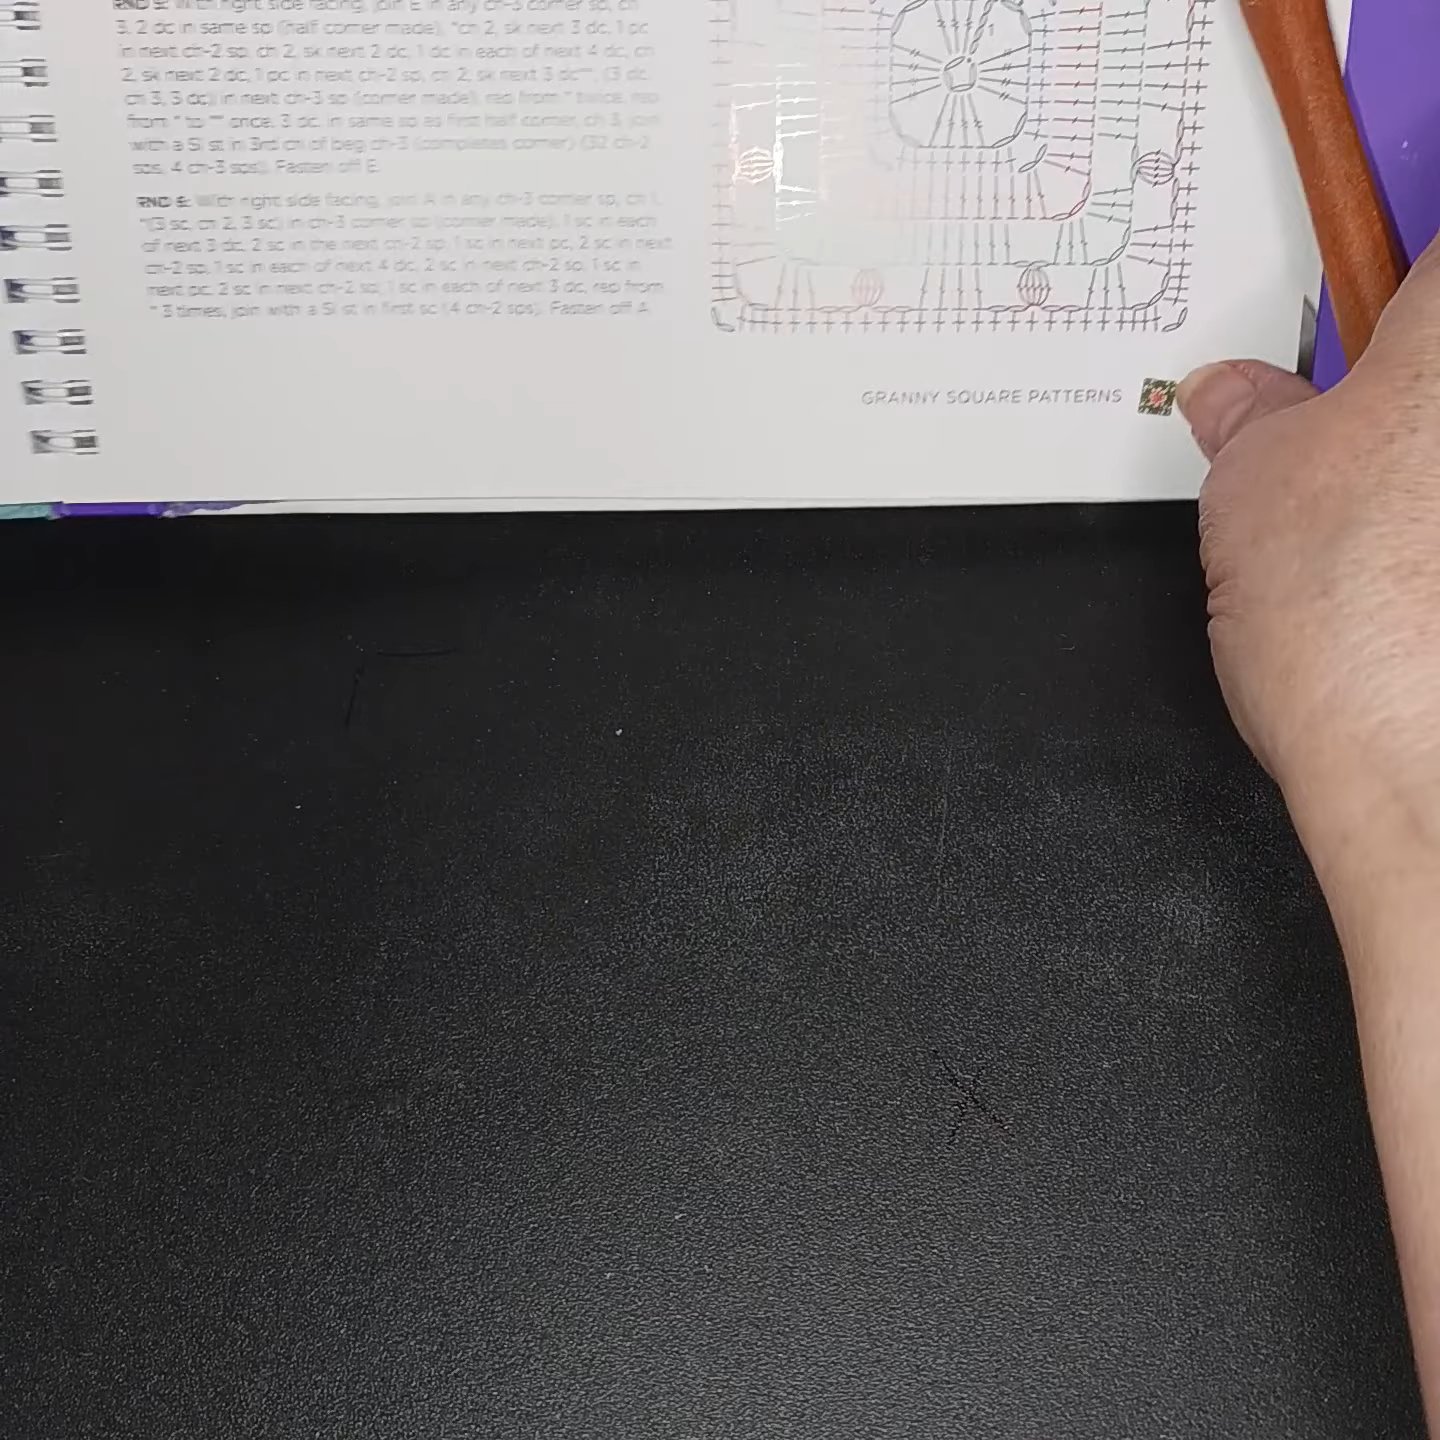 RND 5: With right side facing, join E in any ch-3 corner sp, ch
3, 2 dc in same sp (half corner made), *ch 2, sk next 3 dc, 1 pc
in next ch-2 sp, ch 2, sk next 2 dc, 1 dc in each of next 4 dc, ch
2, sk next 2 dc, 1 pc in next ch-2 sp, ch 2, sk next 3 dc**, (3 dc,
ch 3, 3 dc) in next ch-3 sp (corner made), rep from * twice, rep
from * to ** once, 3 dc, in same sp as first half corner, ch 3, join
with a Sl st in 3rd ch of beg ch-3 (completes corner) (32 ch-2
sps, 4 ch-3 sps). Fasten off E.
RND 6: With right side facing, join A in any ch-3 corner sp, ch 1,
*(3 sc, ch 2, 3 sc) in ch-3 corner sp (corner made), 1 sc in each
of next 3 dc, 2 sc in the next ch-2 sp, 1 sc in next pc, 2 sc in next
ch-2 sp, 1 sc in each of next 4 dc, 2 sc in next ch-2 sp, 1 sc in
next pc, 2 sc in next ch-2 sp, 1 sc in each of next 3 dc, rep from
* 3 times, join with a Sl st in first sc (4 ch-2 sps). Fasten off A.
GRANNY SQUARE PATTERNS